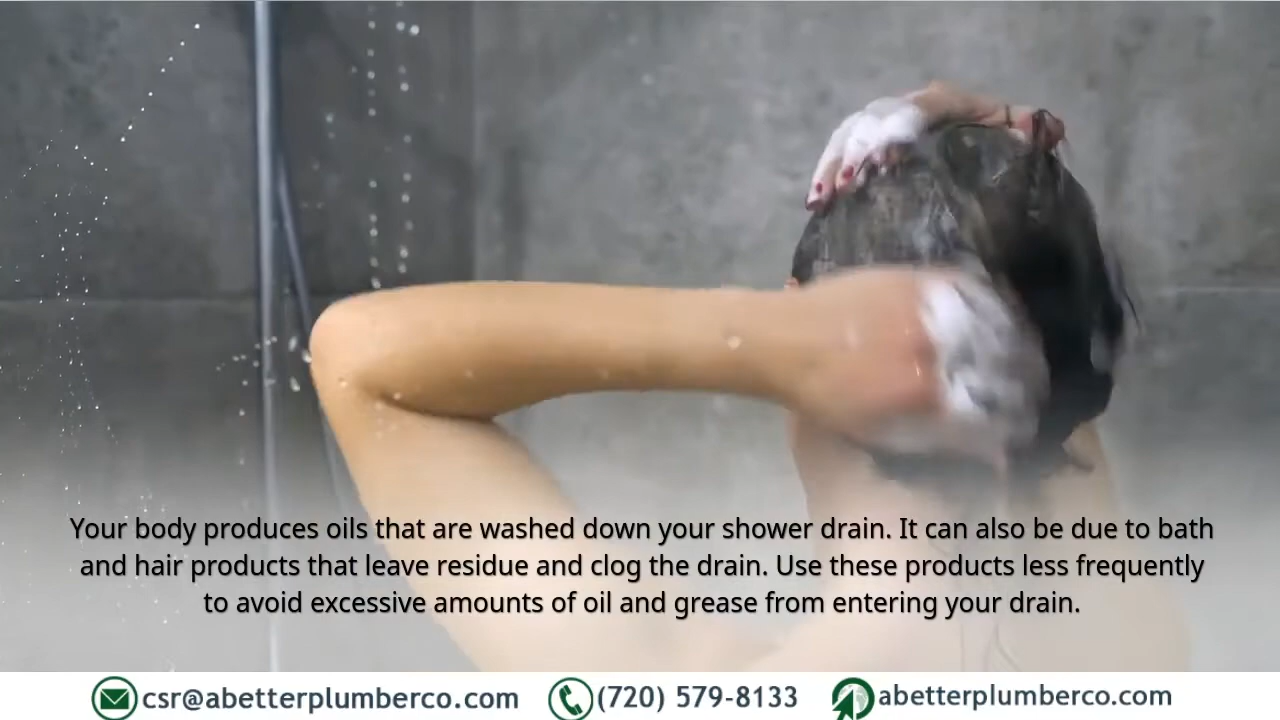 Your body produces oils that are washed down your shower drain. It can also be due to bath
and hair products that leave residue and clog the drain. Use these products less frequently
to avoid excessive amounts of oil and grease from entering your drain.
csr@abetterplumberco.com (720) 579-8133 abetterplumberco.com